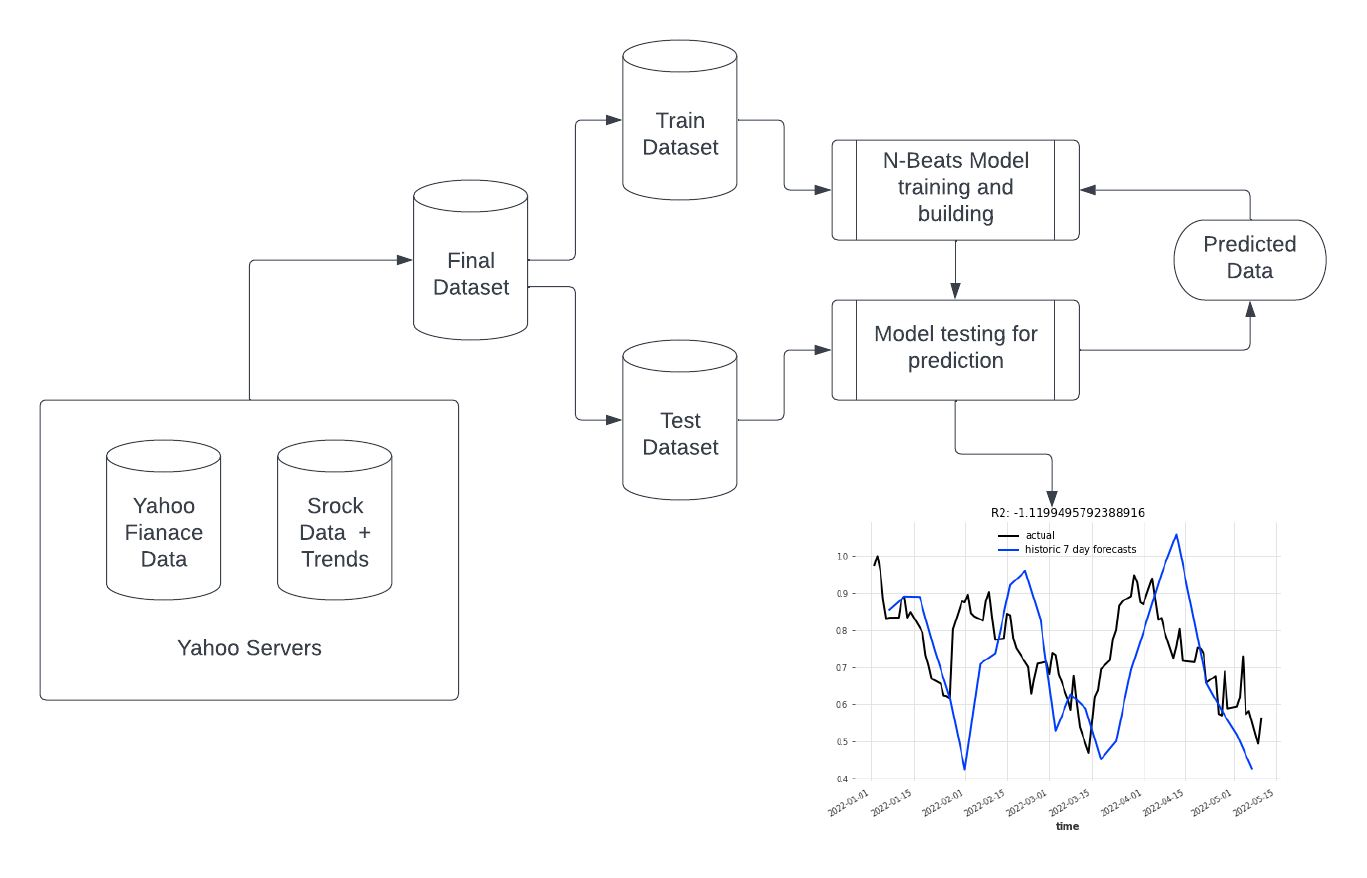 Train
Dataset
N-Beats Model
training and
building
Final
Dataset
Predicted
Data
Model testing for
prediction
Test
Dataset
Yahoo
Fianace
Data
Srock
Data +
Trends
Yahoo Servers
R2: -1.1199495792388916
actual
historic 7 day forecasts
1.0
0.9
0.8
0.7
0.6
0.5
0.4
2022-01-01
2022-01-15
2022-02-01
2022-02-15
2022-03-01
2022-03-15
2022-04-01
2022-04-15
2022-05-01
2022-05-15
time